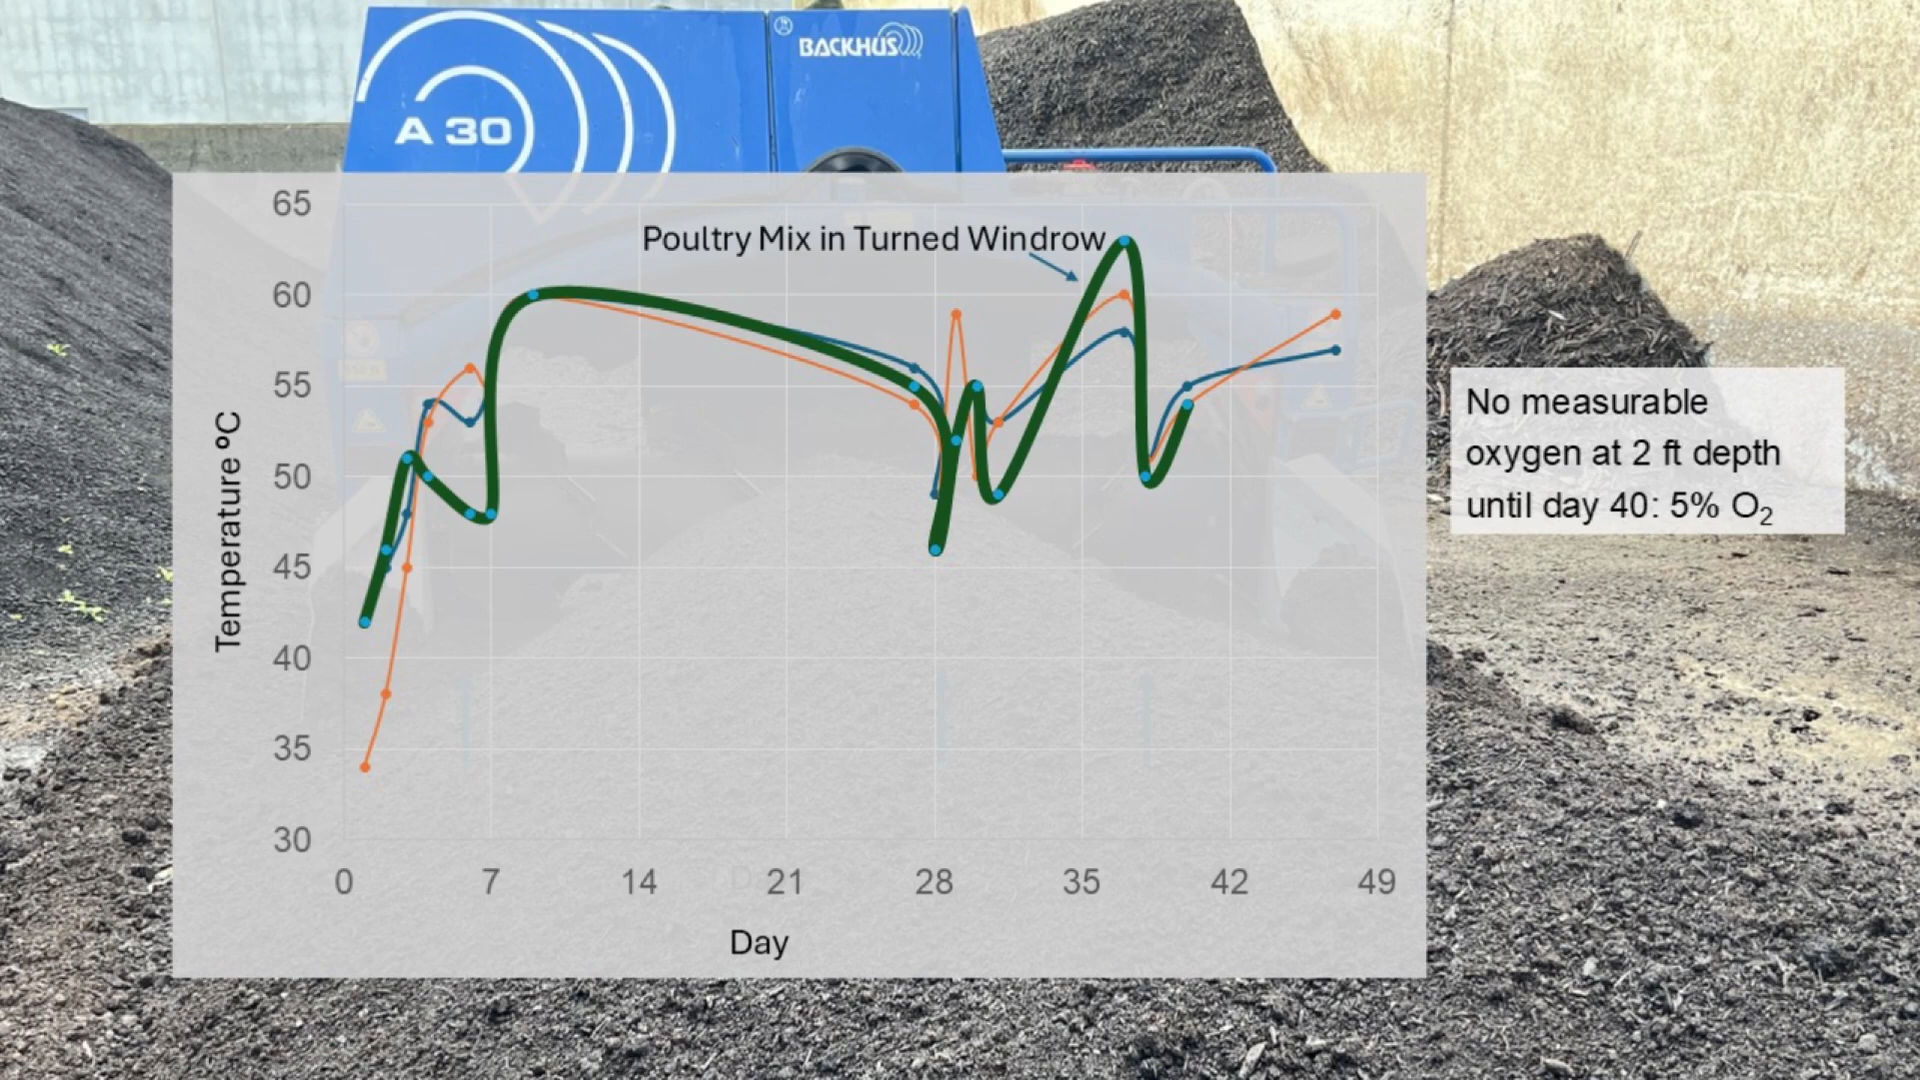 A 30
BACKHUS
65
60
55
50
45
40
35
30
Temperature ºC
Poultry Mix in Turned Windrow
0 7 14 21 28 35 42 49
Day
No measurable
oxygen at 2 ft depth
until day 40: 5% O₂